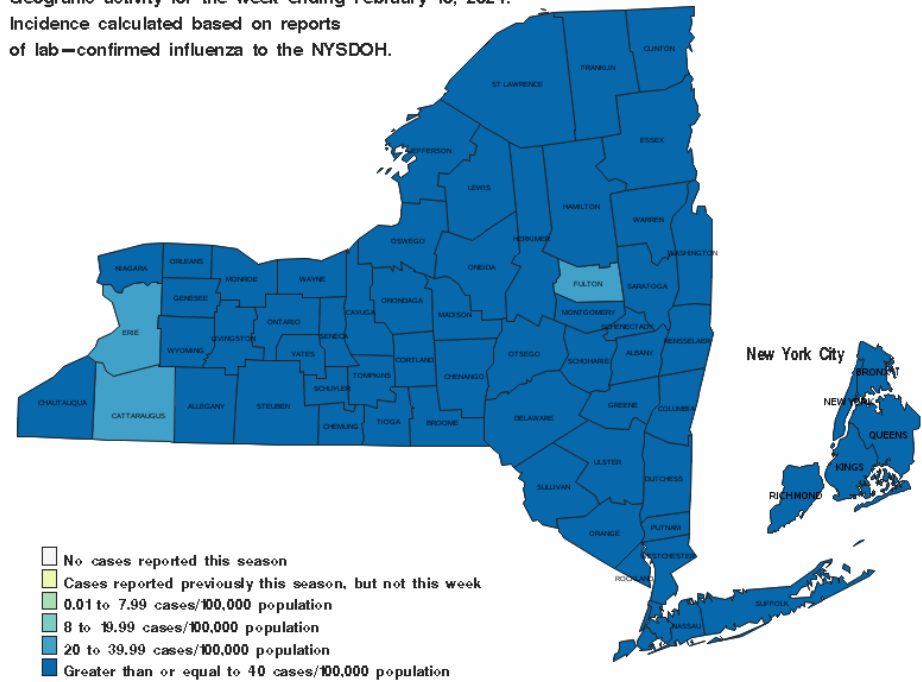 Incidence calculated based on reports
of lab-confirmed influenza to the NYSDOH.
CLINTON
FRANKLIN
ST LAWRENCE
ESSEX
JEFFERSON
LEWIS
HAMILTON
WARREN
OSWEGO
HERKIMER
WASHINGTON
ORLEANS
NIAGARA
ONEIDA
MONROE
WAYNE
FULTON
SARATOGA
GENESEE
ONONDAGA
CAYUGA
MONTGOMERY
MADISON
ONTARIO
SCHENECTADY
ERIE
LIVINGSTON
SENECA
RENSSELAER
WYOMING
YATES
OTSEGO
ALBANY
CORTLAND
SCHOHARIE
New York City
TOMPKINS
CHENANGO
BRONX
SCHUYLER
CHAUTAUQUA
ALLEGANY
STEUBEN
GREENE
COLUMBIA
NEW YORK
CATTARAUGUS
DELAWARE
TIOGA
BROOME
CHEMUNG
QUEENS
ULSTER
KINGS
DUTCHESS
SULLIVAN
RICHMOND
PUTNAM
ORANGE
WESTCHESTER
ROCKLAND
SUFFOLK
NASSAU
No cases reported this season
Cases reported previously this season, but not this week
0.01 to 7.99 cases/100,000 population
8 to 19.99 cases/100,000 population
20 to 39.99 cases/100,000 population
Greater than or equal to 40 cases/100,000 population